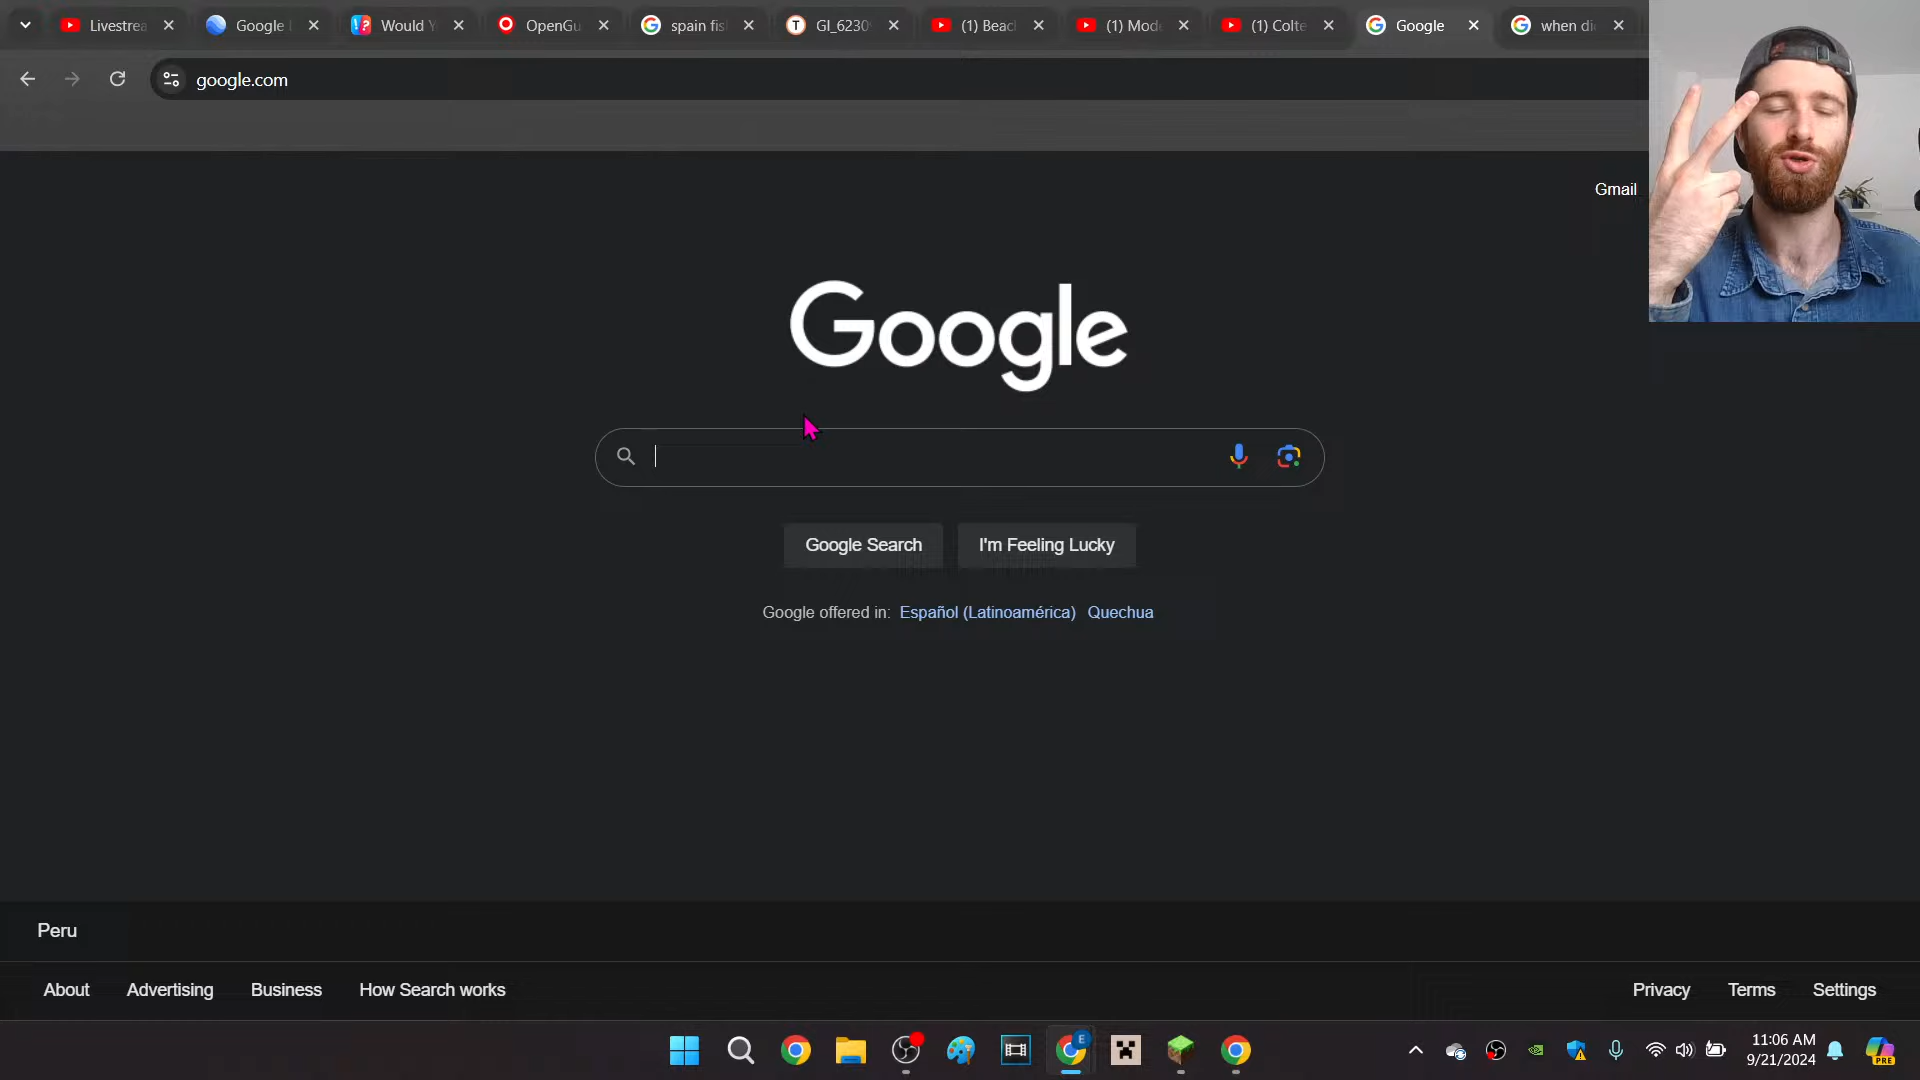 Livestrea
Google
Would Y
OpenGu
spain fis
GI_6230
(1) Beac
(1) Mode
(1) Colte
Google
when di
google.com
Gmail
Google
Google Search
I'm Feeling Lucky
Google offered in: Español (Latinoamérica) Quechua
Peru
About Advertising Business How Search works
Privacy Terms Settings
E
11:06 AM
9/21/2024
PRE